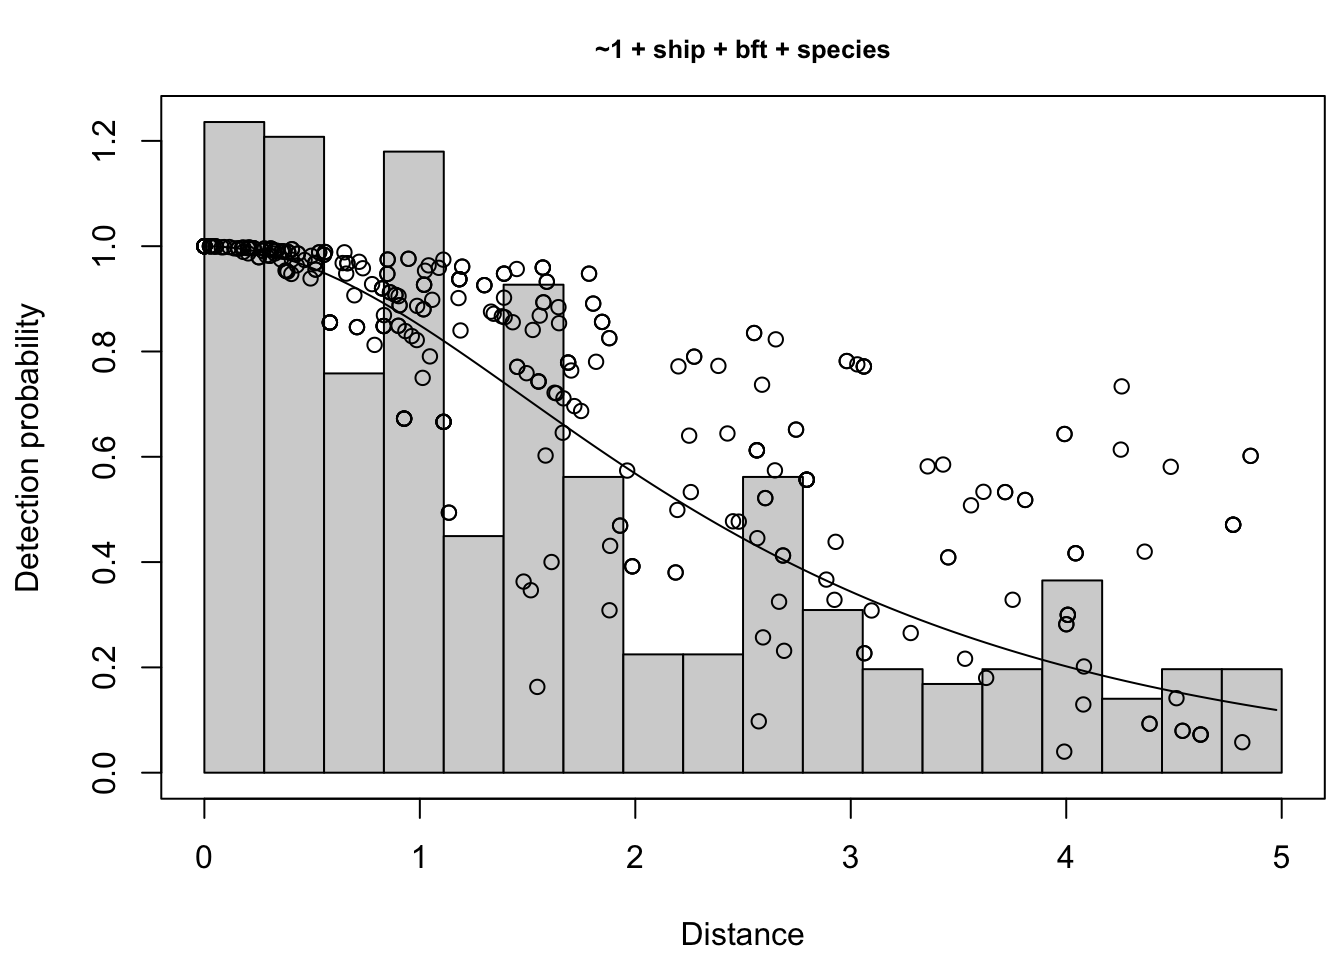 ~1 + ship + bft + species
Detection probability
1.2
1.0
0.8
0.6
0.4
0.2
0.0
0 1 2 3 4 5
Distance